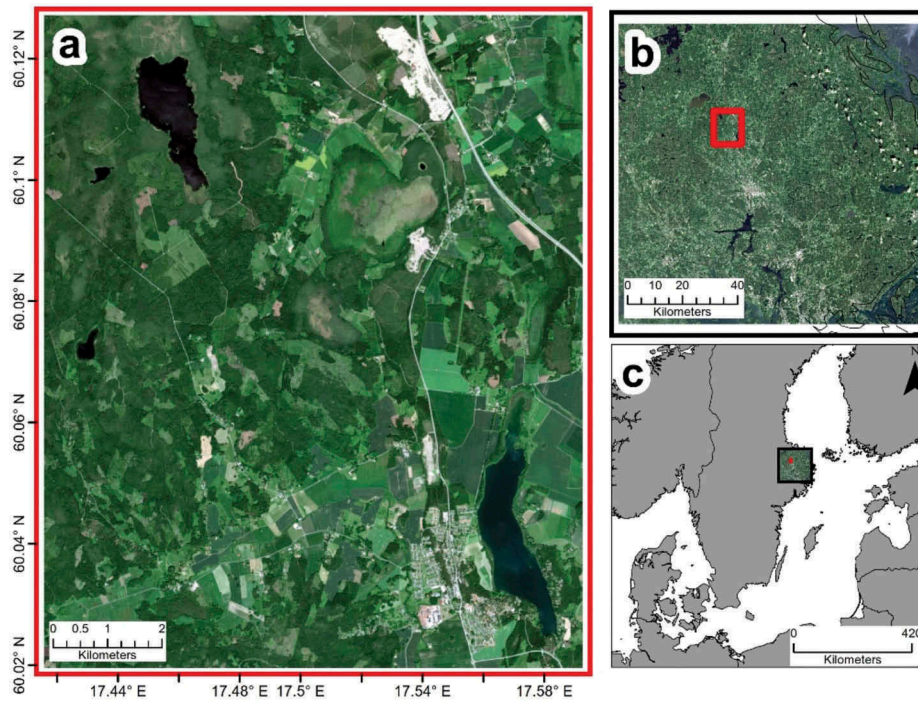 a
60.12° N
60.1° N
60.08° N
60.06° N
60.04° N
60.02° N
0 0.5 1 2
Kilometers
17.44° E 17.48° E 17.5° E 17.54° E 17.58° E
b
0 10 20 40
Kilometers
c
0 420
Kilometers